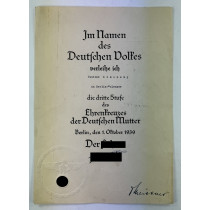 Im Namen
des
Deutschen Volkes
verleihe ich
die dritte Stufe
des
Ehrenkreuzes
der Deutschen Mutter
Berlin, den 1. Oktober 1939
Der